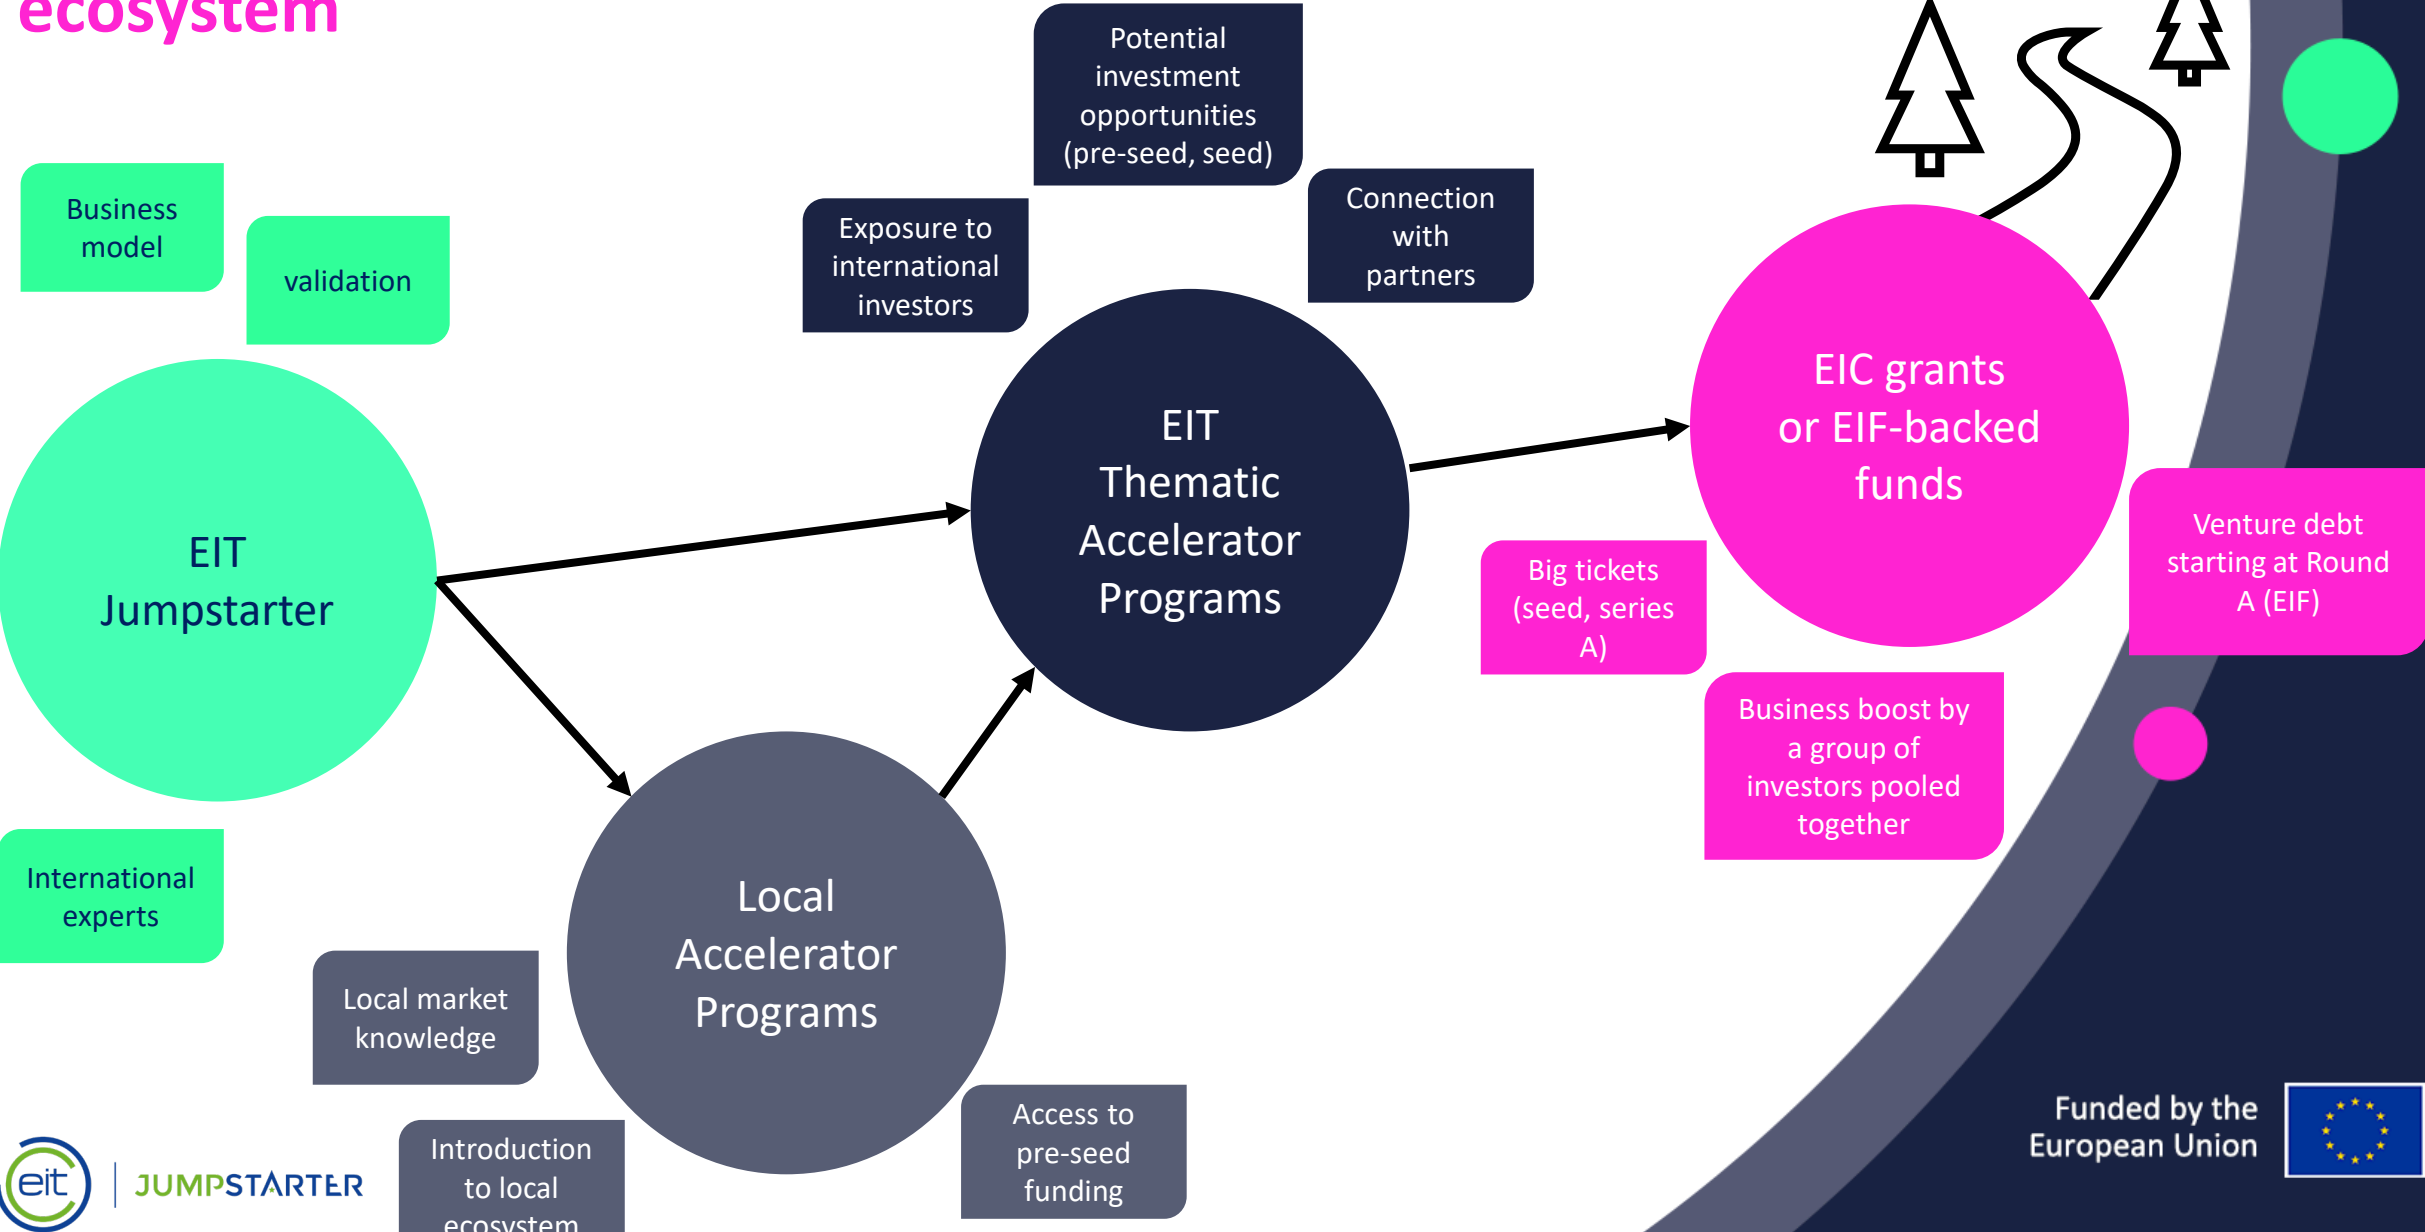 ecosystem
Potential
investment
opportunities
(pre-seed, seed)
Business
model
validation
Exposure to
international
investors
Connection
with
partners
EIT
Jumpstarter
EIT
Thematic
Accelerator
Programs
EIC grants
or EIF-backed
funds
Venture debt
starting at Round
A (EIF)
Big tickets
(seed, series
A)
Business boost by
a group of
investors pooled
together
International
experts
Local
Accelerator
Programs
Local market
knowledge
Introduction
to local
ecosystem
Access to
pre-seed
funding
eit
JUMPSTARTER
Funded by the
European Union